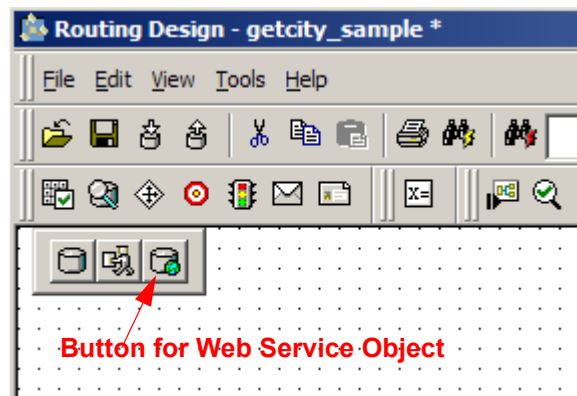 Routing Design - getcity_sample *
File Edit View Tools Help
X=
Button for Web Service Object